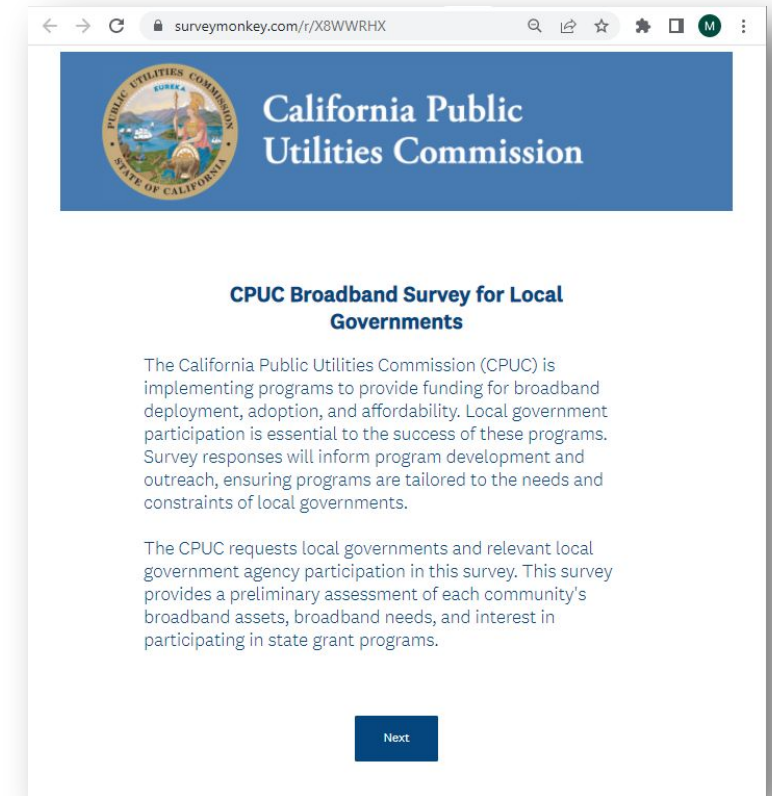 surveymonkey.com/r/X8WWRHX
M
PUBLIC UTILITIES COMMISSION
EUREKA
STATE OF CALIFORNIA
California Public
Utilities Commission
CPUC Broadband Survey for Local
Governments
The California Public Utilities Commission (CPUC) is
implementing programs to provide funding for broadband
deployment, adoption, and affordability. Local government
participation is essential to the success of these programs.
Survey responses will inform program development and
outreach, ensuring programs are tailored to the needs and
constraints of local governments.
The CPUC requests local governments and relevant local
government agency participation in this survey. This survey
provides a preliminary assessment of each community's
broadband assets, broadband needs, and interest in
participating in state grant programs.
Next